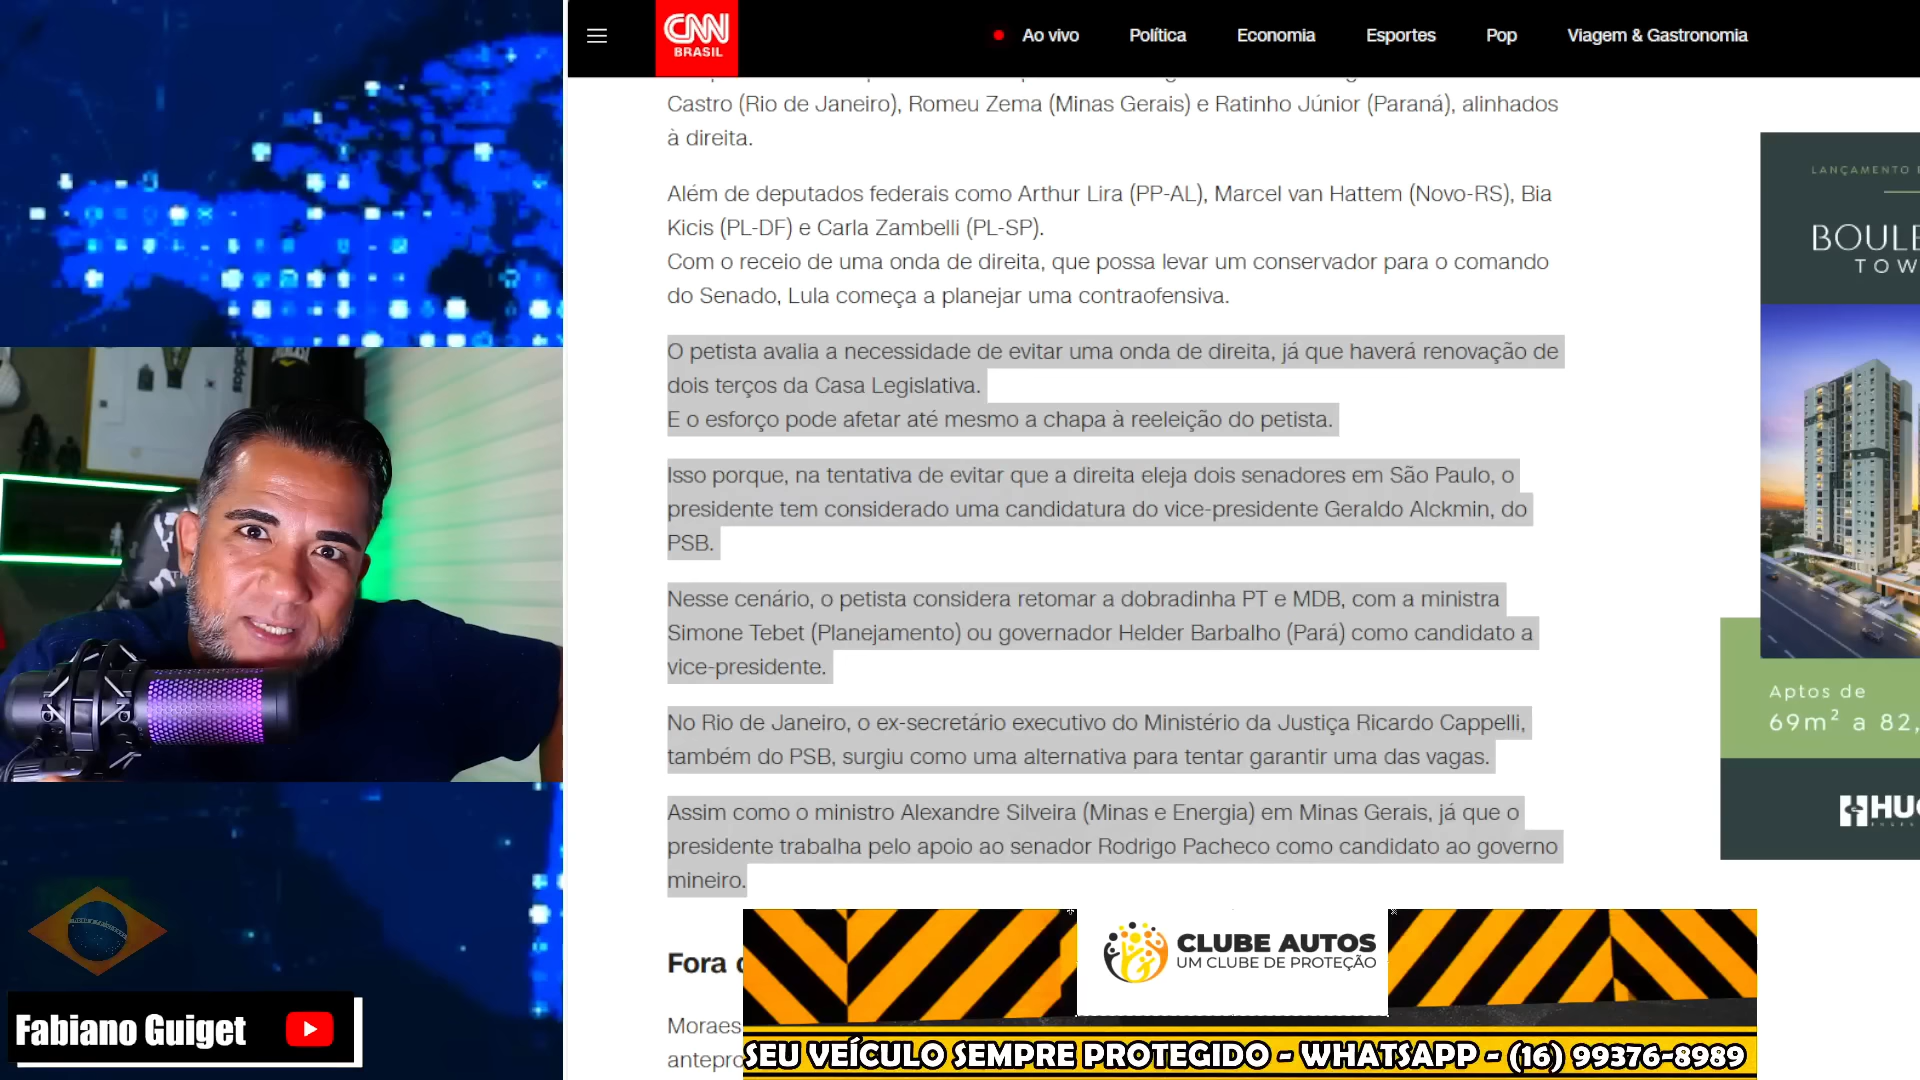 CNN
BRASIL
Ao vivo
Política
Economia
Esportes
Pop
Viagem & Gastronomia
Castro (Rio de Janeiro), Romeu Zema (Minas Gerais) e Ratinho Júnior (Paraná), alinhados
à direita.
Além de deputados federais como Arthur Lira (PP-AL), Marcel van Hattem (Novo-RS), Bia
Kicis (PL-DF) e Carla Zambelli (PL-SP).
Com o receio de uma onda de direita, que possa levar um conservador para o comando
do Senado, Lula começa a planejar uma contraofensiva.
O petista avalia a necessidade de evitar uma onda de direita, já que haverá renovação de
dois terços da Casa Legislativa.
E o esforço pode afetar até mesmo a chapa à reeleição do petista.
Isso porque, na tentativa de evitar que a direita eleja dois senadores em São Paulo, o
presidente tem considerado uma candidatura do vice-presidente Geraldo Alckmin, do
PSB.
Nesse cenário, o petista considera retomar a dobradinha PT e MDB, com a ministra
Simone Tebet (Planejamento) ou governador Helder Barbalho (Pará) como candidato a
vice-presidente.
No Rio de Janeiro, o ex-secretário executivo do Ministério da Justiça Ricardo Cappelli,
também do PSB, surgiu como uma alternativa para tentar garantir uma das vagas.
Assim como o ministro Alexandre Silveira (Minas e Energia) em Minas Gerais, já que o
presidente trabalha pelo apoio ao senador Rodrigo Pacheco como candidato ao governo
mineiro.
Fora
Moraes
antepro
LANÇAMENTO
BOULE
TOW
Aptos de
69m² a 82,
HU
adidas
Fabiano Guiget
CLUBE AUTOS
UM CLUBE DE PROTEÇÃO
SEU VEÍCULO SEMPRE PROTEGIDO - WHATSAPP - (16) 99376-8989